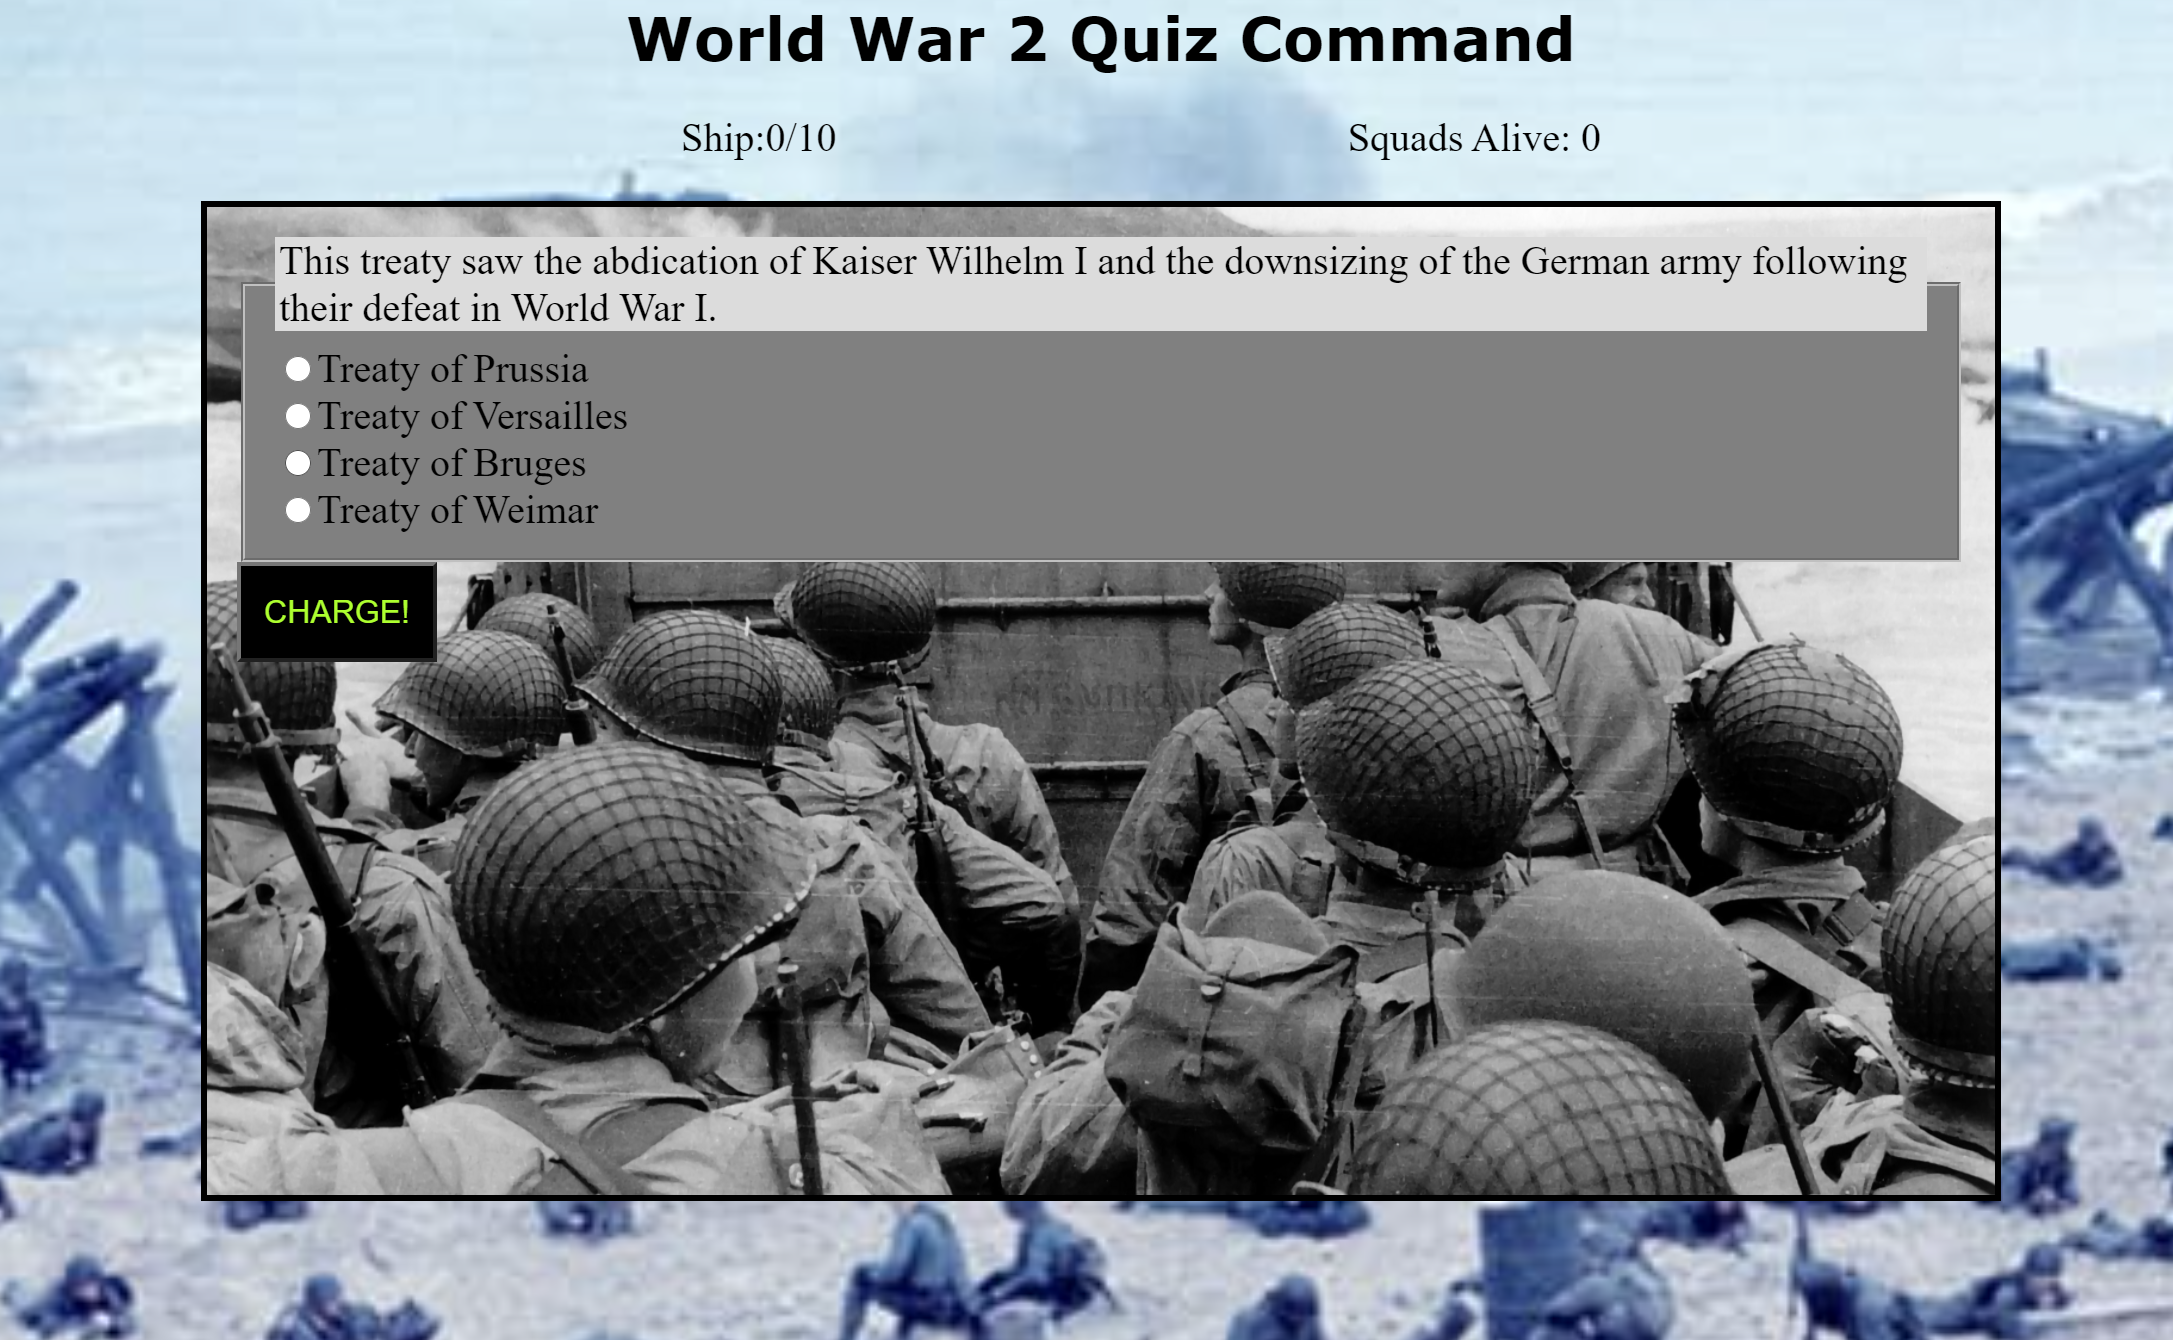 World War 2 Quiz Command
Ship:0/10
Squads Alive: 0
This treaty saw the abdication of Kaiser Wilhelm I and the downsizing of the German army following
their defeat in World War I.
Treaty of Prussia
Treaty of Versailles
Treaty of Bruges
Treaty of Weimar
CHARGE!